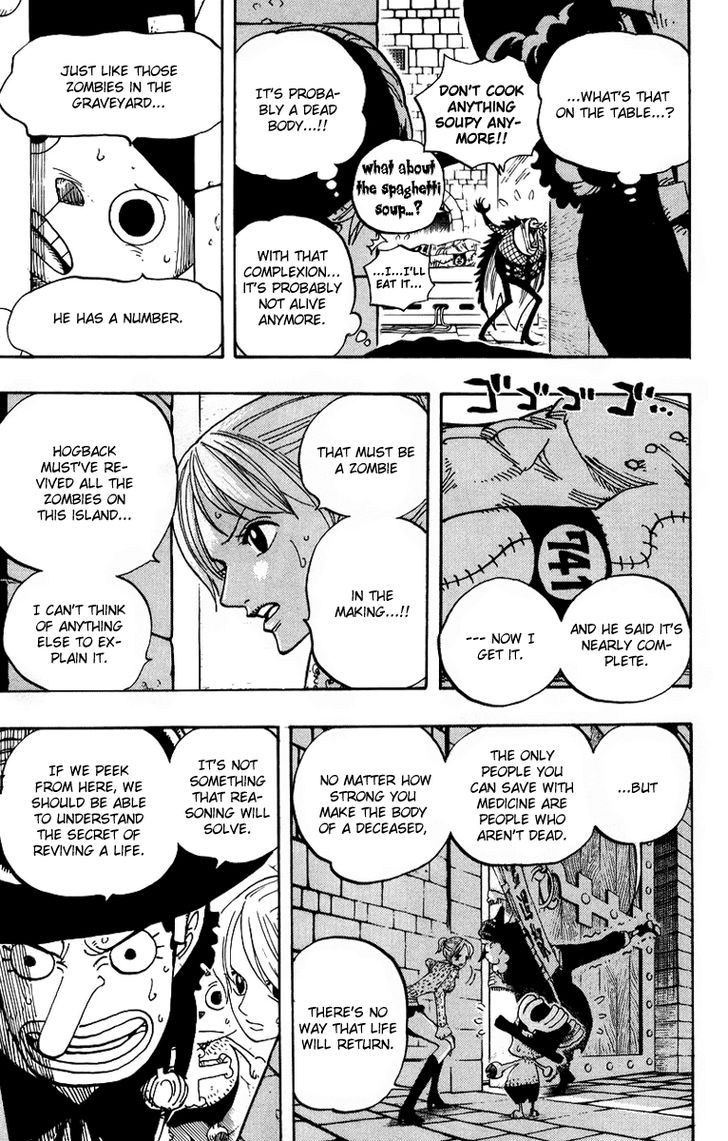 ...WHAT'S THAT
ON THE TABLE...?
DON'T COOK
ANYTHING
SOUPY ANY-
MORE!!
what about
the spaghetti
soup...?
...I...I'LL
EAT IT...
IT'S PROBA-
BLY A DEAD
BODY...!!
WITH THAT
COMPLEXION...
IT'S PROBABLY
NOT ALIVE
ANYMORE.
JUST LIKE THOSE
ZOMBIES IN THE
GRAVEYARD...
HE HAS A NUMBER.
ゴゴゴゴ...
741
AND HE SAID IT'S
NEARLY COM-
PLETE.
--- NOW I
GET IT.
THAT MUST BE
A ZOMBIE
IN THE
MAKING...!!
HOGBACK
MUST'VE RE-
VIVED ALL THE
ZOMBIES ON
THIS ISLAND...
I CAN'T THINK
OF ANYTHING
ELSE TO EX-
PLAIN IT.
...BUT
THE ONLY
PEOPLE YOU
CAN SAVE WITH
MEDICINE ARE
PEOPLE WHO
AREN'T DEAD.
NO MATTER HOW
STRONG YOU
MAKE THE BODY
OF A DECEASED,
THERE'S NO
WAY THAT LIFE
WILL RETURN.
IT'S NOT
SOMETHING
THAT REA-
SONING WILL
SOLVE.
IF WE PEEK
FROM HERE, WE
SHOULD BE ABLE
TO UNDERSTAND
THE SECRET OF
REVIVING A LIFE.